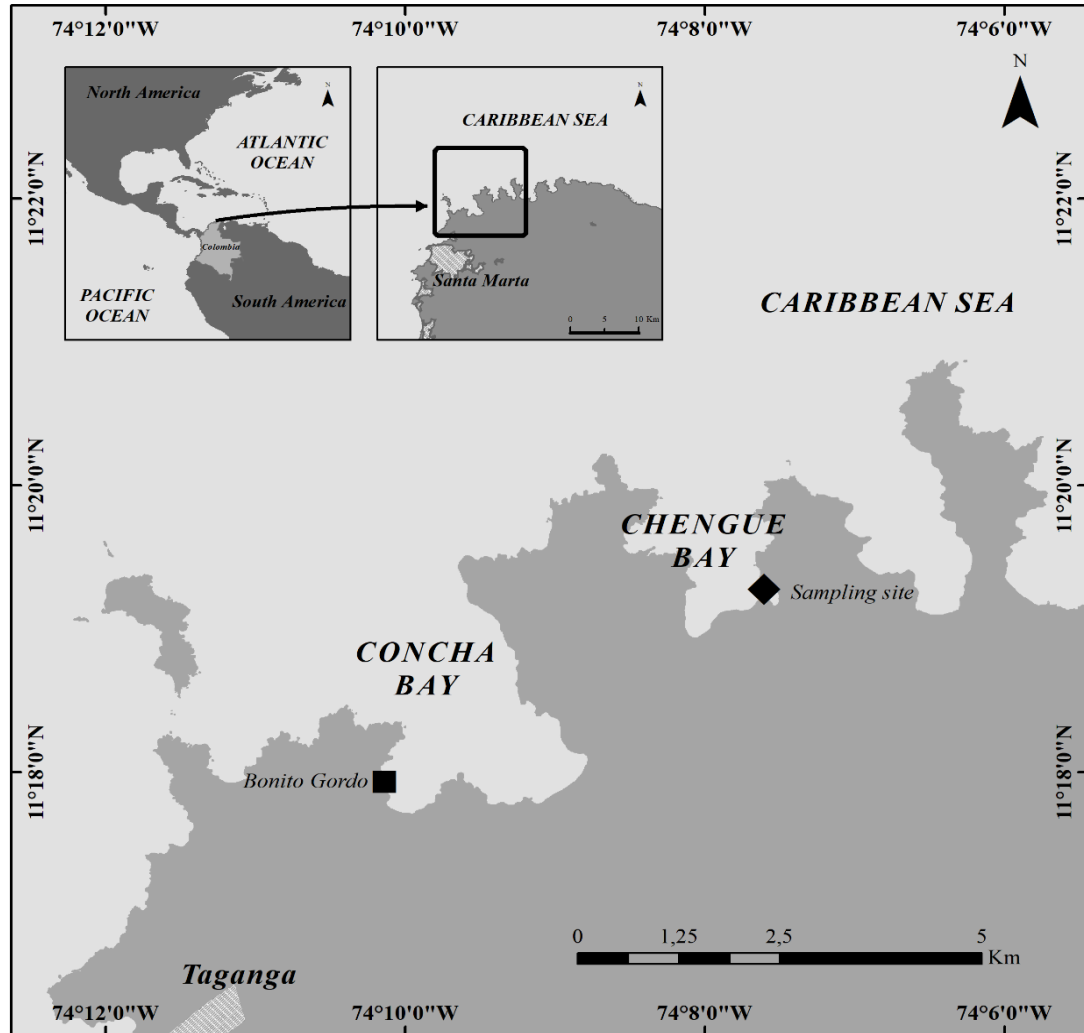 74°12'0"W
74°10'0"W
74°8'0"W
74°6'0"W
N
North America
ATLANTIC
OCEAN
Colombia
PACIFIC
OCEAN
South America
N
CARIBBEAN SEA
Santa Marta
0 5 10 Km
N
11°22'0"N
11°22'0"N
CARIBBEAN SEA
11°20'0"N
11°20'0"N
CHENGUE
BAY
Sampling site
CONCHA
BAY
Bonito Gordo
11°18'0"N
11°18'0"N
0 1,25 2,5 5
Km
Taganga
74°12'0"W
74°10'0"W
74°8'0"W
74°6'0"W